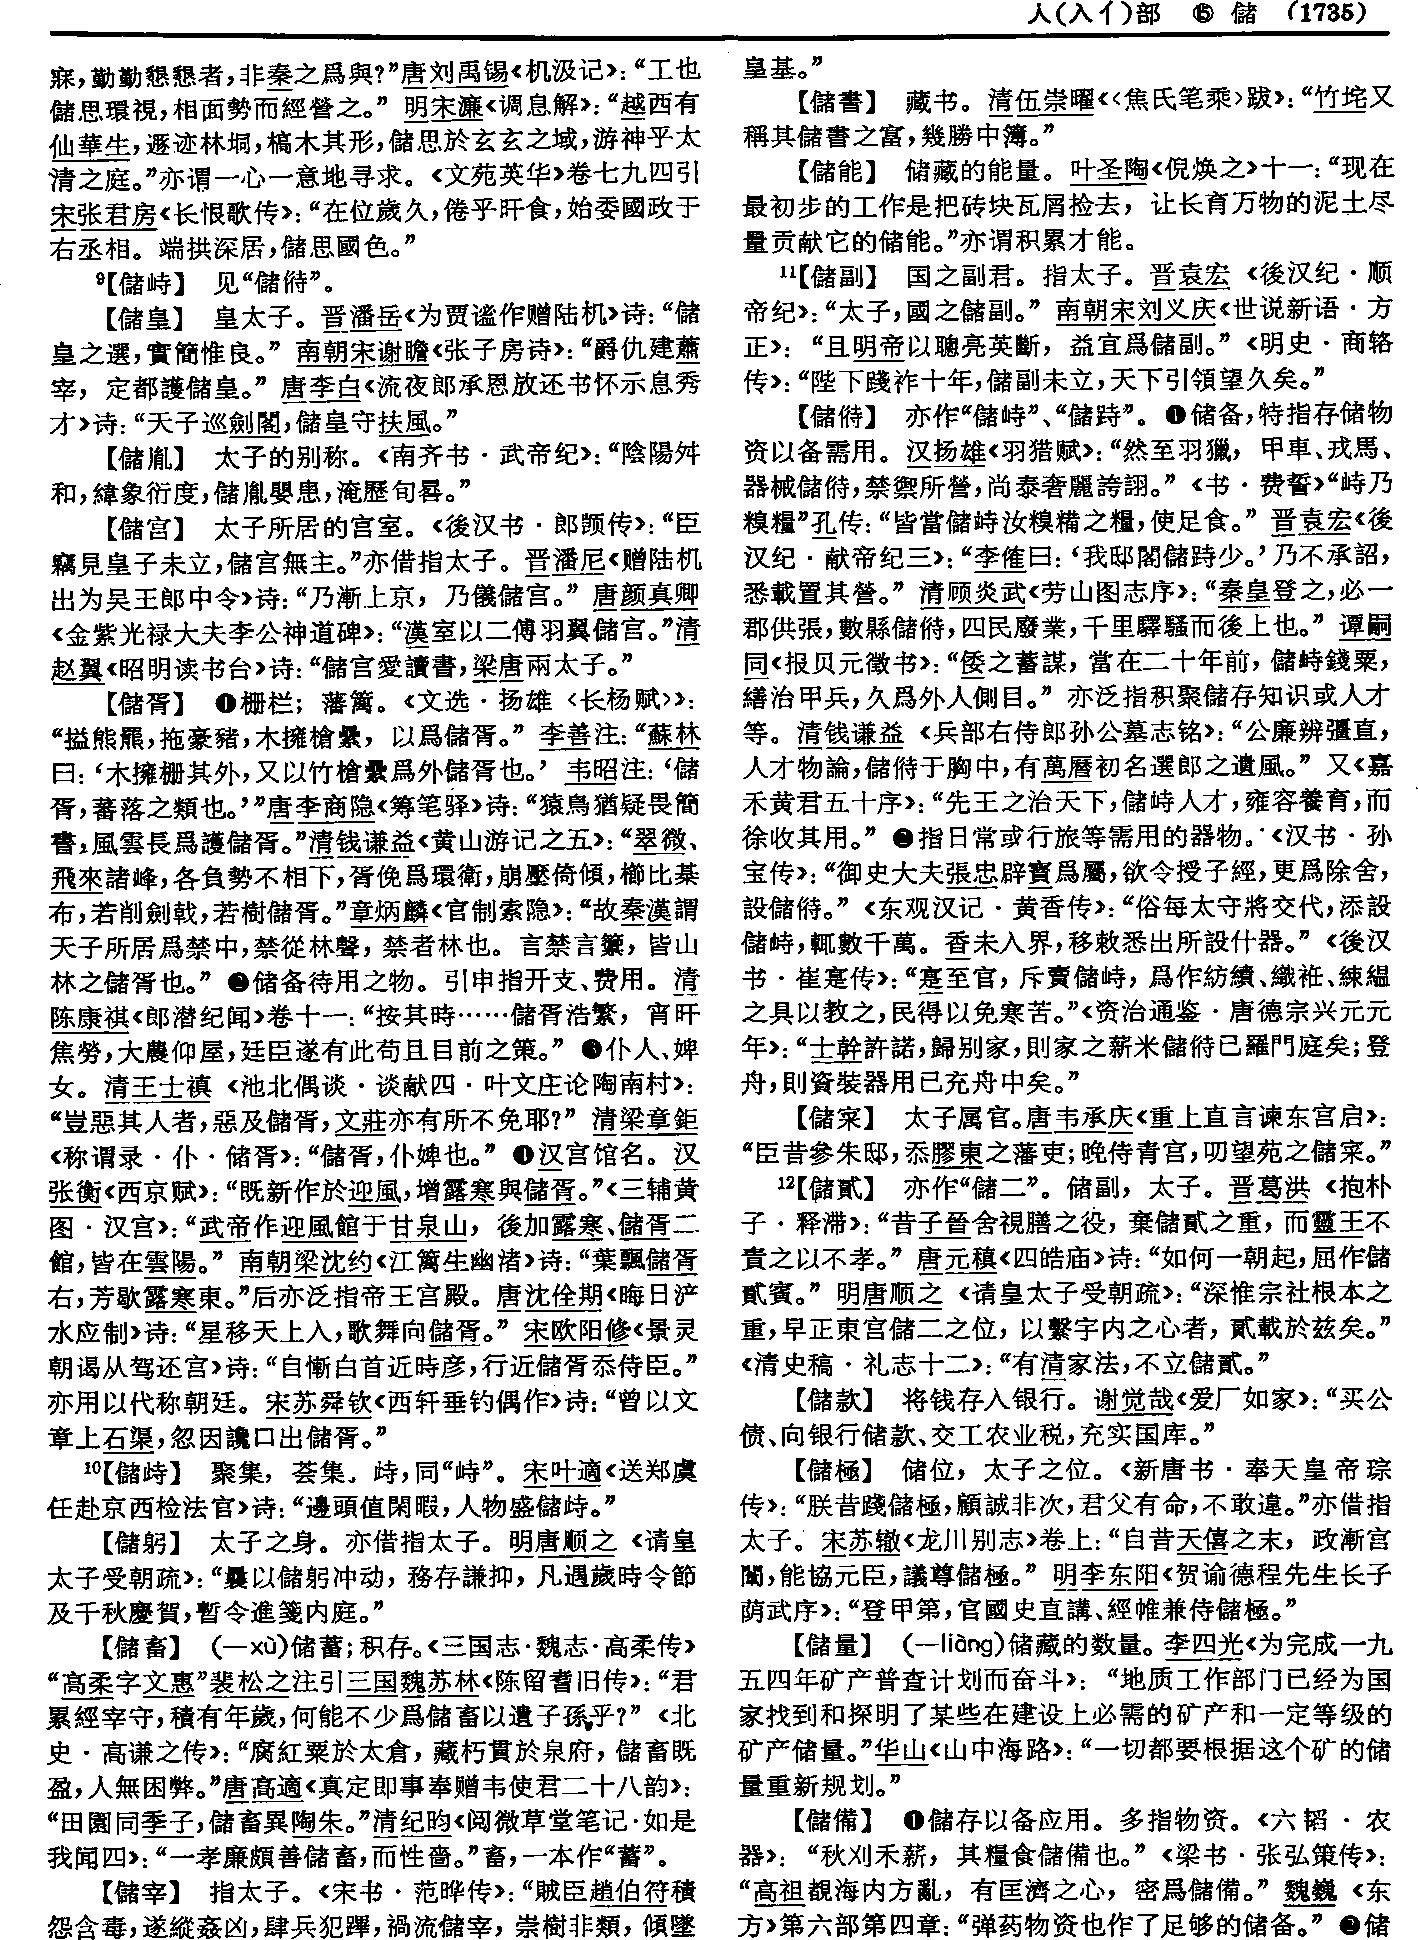 人(入亻)部 ⑮ 儲 (1735)
寐，勤勤懇懇者，非秦之爲與？”唐刘禹锡《机汲记》：“工也
儲思環視，相面勢而經營之。” 明宋濂《调息解》：“越西有
仙華生，遯迹林坰，槁木其形，儲思於玄玄之域，游神乎太
清之庭。”亦谓一心一意地寻求。《文苑英华》卷七九四引
宋张君房《长恨歌传》：“在位歲久，倦乎旰食，始委國政于
右丞相。端拱深居，儲思國色。”
⁹【儲峙】 见“儲偫”。
【儲皇】 皇太子。晋潘岳《为贾谧作赠陆机》诗：“儲
皇之選，實簡惟良。” 南朝宋谢瞻《张子房诗》：“爵仇建蕭
宰，定都護儲皇。” 唐李白《流夜郎承恩放还书怀示息秀
才》诗：“天子巡劍閣，儲皇守扶風。”
【儲胤】 太子的别称。《南齐书·武帝纪》：“陰陽舛
和，緯象衍度，儲胤嬰患，淹歷旬晷。”
【儲宫】 太子所居的宫室。《後汉书·郎顗传》：“臣
竊見皇子未立，儲宫無主。”亦借指太子。晋潘尼《赠陆机
出为吴王郎中令》诗：“乃漸上京，乃儀儲宫。” 唐颜真卿
《金紫光禄大夫李公神道碑》：“漢室以二傅羽翼儲宫。”清
赵翼《昭明读书台》诗：“儲宫愛讀書，梁唐兩太子。”
【儲胥】 ❶栅栏；藩篱。《文选·扬雄〈长杨赋〉》：
“搤熊羆，拖豪豬，木擁槍纍，以爲儲胥。” 李善注：“蘇林
曰：‘木擁栅其外，又以竹槍纍爲外儲胥也。’ 韦昭注：‘儲
胥，蕃落之類也。’”唐李商隐《筹笔驿》诗：“猿鳥猶疑畏簡
書，風雲長爲護儲胥。”清钱谦益《黄山游记之五》：“翠微、
飛來諸峰，各負勢不相下，胥俛爲環衛，崩壓倚傾，櫛比棊
布，若削劍戟，若樹儲胥。”章炳麟《官制索隐》：“故秦漢謂
天子所居爲禁中，禁從林聲，禁者林也。言禁言籞，皆山
林之儲胥也。” ❷储备待用之物。引申指开支、费用。清
陈康祺《郎潜纪闻》卷十一：“按其時……儲胥浩繁，宵旰
焦勞，大農仰屋，廷臣遂有此苟且目前之策。” ❸仆人、婢
女。清王士禛《池北偶谈·谈献四·叶文庄论陶南村》：
“豈惡其人者，惡及儲胥，文莊亦有所不免耶？” 清梁章鉅
《称谓录·仆·储胥》：“儲胥，仆婢也。” ❹汉宫馆名。汉
张衡《西京赋》：“既新作於迎風，增露寒與儲胥。”《三辅黄
图·汉宫》：“武帝作迎風館于甘泉山，後加露寒、儲胥二
館，皆在雲陽。” 南朝梁沈约《江篱生幽渚》诗：“葉飄儲胥
右，芳歇露寒東。”后亦泛指帝王宫殿。唐沈佺期《晦日浐
水应制》诗：“星移天上入，歌舞向儲胥。” 宋欧阳修《景灵
朝谒从驾还宫》诗：“自慚白首近時彦，行近儲胥忝侍臣。”
亦用以代称朝廷。宋苏舜钦《西轩垂钓偶作》诗：“曾以文
章上石渠，忽因讒口出儲胥。”
¹⁰【儲歭】 聚集，荟集。歭，同“峙”。宋叶適《送郑虞
任赴京西检法官》诗：“邊頭值閑暇，人物盛儲歭。”
【儲躬】 太子之身。亦借指太子。明唐顺之《请皇
太子受朝疏》：“曩以儲躬冲动，務存謙抑，凡遇歲時令節
及千秋慶賀，暫令進箋内庭。”
【儲畜】 (—xù)储蓄；积存。《三国志·魏志·高柔传》
“高柔字文惠”裴松之注引三国魏苏林《陈留耆旧传》：“君
累經宰守，積有年歲，何能不少爲儲畜以遺子孫乎？” 《北
史·高谦之传》：“腐紅粟於太倉，藏朽貫於泉府，儲畜既
盈，人無困弊。”唐高適《真定即事奉赠韦使君二十八韵》：
“田園同季子，儲畜異陶朱。”清纪昀《阅微草堂笔记·如是
我闻四》：“一孝廉頗善儲畜，而性嗇。”畜，一本作“蓄”。
【儲宰】 指太子。《宋书·范晔传》：“賊臣趙伯符積
怨含毒，遂縱姦凶，肆兵犯蹕，禍流儲宰，崇樹非類，傾墜
皇基。”
【儲書】 藏书。清伍崇曜《〈焦氏笔乘〉跋》：“竹垞又
稱其儲書之富，幾勝中簿。”
【儲能】 储藏的能量。叶圣陶《倪焕之》十一：“现在
最初步的工作是把砖块瓦屑捡去，让长育万物的泥土尽
量贡献它的储能。”亦谓积累才能。
¹¹【儲副】 国之副君。指太子。晋袁宏《後汉纪·顺
帝纪》：“太子，國之儲副。” 南朝宋刘义庆《世说新语·方
正》：“且明帝以聰亮英斷，益宜爲儲副。”《明史·商辂
传》：“陛下踐祚十年，儲副未立，天下引領望久矣。”
【儲偫】 亦作“儲峙”、“儲跱”。❶储备，特指存储物
资以备需用。汉扬雄《羽猎赋》：“然至羽獵，甲車、戎馬、
器械儲偫，禁禦所營，尚泰奢麗誇詡。” 《书·费誓》“峙乃
糗糧”孔传：“皆當儲峙汝糗糒之糧，使足食。” 晋袁宏《後
汉纪·献帝纪三》：“李傕曰：‘我邸閣儲跱少。’乃不承詔，
悉載置其營。” 清顾炎武《劳山图志序》：“秦皇登之，必一
郡供張，數縣儲偫，四民廢業，千里驛騷而後上也。” 谭嗣
同《报贝元徵书》：“倭之蓄謀，當在二十年前，儲峙錢粟，
繕治甲兵，久爲外人側目。” 亦泛指积聚储存知识或人才
等。清钱谦益《兵部右侍郎孙公墓志铭》：“公廉辨彊直，
人才物論，儲偫于胸中，有萬曆初名選郎之遺風。” 又《嘉
禾黄君五十序》：“先王之治天下，儲峙人才，雍容養育，而
徐收其用。” ❷指日常或行旅等需用的器物。《汉书·孙
宝传》：“御史大夫張忠辟寳爲屬，欲令授子經，更爲除舍，
設儲偫。” 《东观汉记·黄香传》：“俗每太守將交代，添設
儲峙，輒數千萬。香未入界，移敕悉出所設什器。” 《後汉
书·崔寔传》：“寔至官，斥賣儲峙，爲作紡績、織袵、練緼
之具以教之，民得以免寒苦。”《资治通鉴·唐德宗兴元元
年》：“士幹許諾，歸别家，則家之薪米儲偫已羅門庭矣；登
舟，則資裝器用已充舟中矣。”
【儲寀】 太子属官。唐韦承庆《重上直言谏东宫启》：
“臣昔參朱邸，忝膠東之藩吏；晚侍青宫，叨望苑之儲寀。”
¹²【儲貳】 亦作“儲二”。储副，太子。晋葛洪《抱朴
子·释滞》：“昔子晉舍視膳之役，棄儲貳之重，而靈王不
責之以不孝。” 唐元稹《四皓庙》诗：“如何一朝起，屈作儲
貳賓。” 明唐顺之《请皇太子受朝疏》：“深惟宗社根本之
重，早正東宫儲二之位，以繫宇内之心者，貳載於兹矣。”
《清史稿·礼志十二》：“有清家法，不立儲貳。”
【儲款】 将钱存入银行。谢觉哉《爱厂如家》：“买公
债、向银行储款、交工农业税，充实国库。”
【儲極】 储位，太子之位。《新唐书·奉天皇帝琮
传》：“朕昔踐儲極，顧誠非次，君父有命，不敢違。”亦借指
太子。宋苏辙《龙川别志》卷上：“自昔天僖之末，政漸宫
闈，能協元臣，議尊儲極。” 明李东阳《贺谕德程先生长子
荫武序》：“登甲第，官國史直講、經帷兼侍儲極。”
【儲量】 (—liàng)储藏的数量。李四光《为完成一九
五四年矿产普查计划而奋斗》：“地质工作部门已经为国
家找到和探明了某些在建设上必需的矿产和一定等级的
矿产储量。”华山《山中海路》：“一切都要根据这个矿的储
量重新规划。”
【儲備】 ❶儲存以备应用。多指物资。《六韬·农
器》：“秋刈禾薪，其糧食儲備也。” 《梁书·张弘策传》：
“高祖覩海内方亂，有匡濟之心，密爲儲備。” 魏巍《东
方》第六部第四章：“弹药物资也作了足够的储备。” ❷储